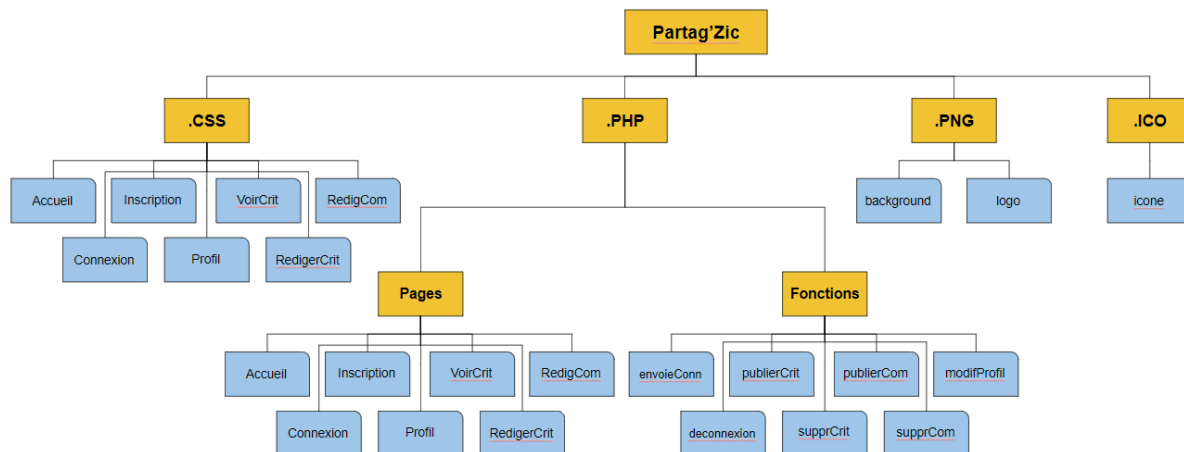 Partag'Zic
.CSS
.PHP
.PNG
.ICO
Accueil
Inscription
VoirCrit
RedigCom
background
logo
icone
Connexion
Profil
RedigerCrit
Pages
Fonctions
Accueil
Inscription
VoirCrit
RedigCom
envoieConn
publierCrit
publierCom
modifProfil
Connexion
Profil
RedigerCrit
deconnexion
supprCrit
supprCom